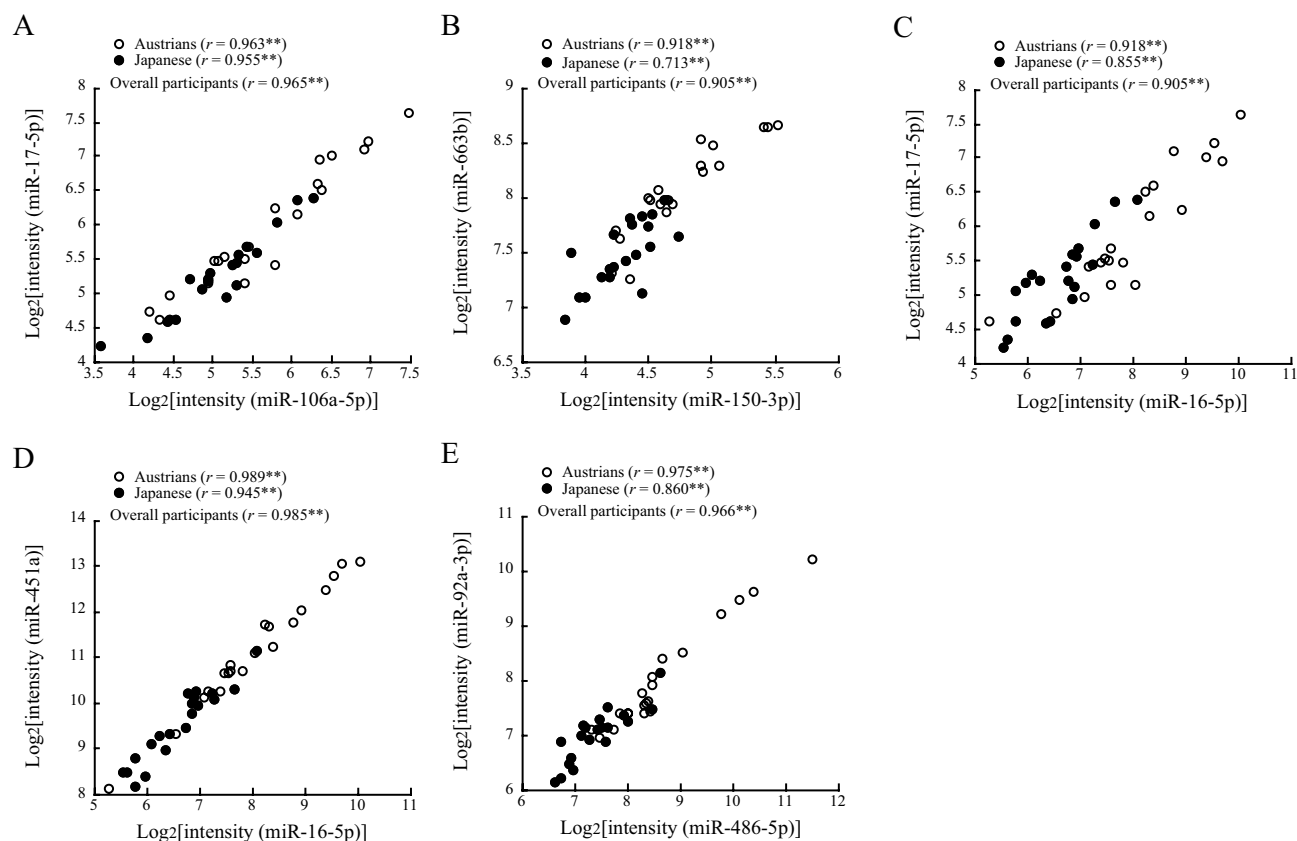 A
Austrians (r = 0.963**)
Japanese (r = 0.955**)
Overall participants (r = 0.965**)
Log2[intensity (miR-17-5p)]
8
7.5
7
6.5
6
5.5
5
4.5
4
3.5 4 4.5 5 5.5 6 6.5 7 7.5
Log2[intensity (miR-106a-5p)]
B
Austrians (r = 0.918**)
Japanese (r = 0.713**)
Overall participants (r = 0.905**)
Log2[intensity (miR-663b)]
9
8.5
8
7.5
7
6.5
3.5 4 4.5 5 5.5 6
Log2[intensity (miR-150-3p)]
C
Austrians (r = 0.918**)
Japanese (r = 0.855**)
Overall participants (r = 0.905**)
Log2[intensity (miR-17-5p)]
8
7.5
7
6.5
6
5.5
5
4.5
4
5 6 7 8 9 10 11
Log2[intensity (miR-16-5p)]
D
Austrians (r = 0.989**)
Japanese (r = 0.945**)
Overall participants (r = 0.985**)
Log2[intensity (miR-451a)]
14
13
12
11
10
9
8
5 6 7 8 9 10 11
Log2[intensity (miR-16-5p)]
E
Austrians (r = 0.975**)
Japanese (r = 0.860**)
Overall participants (r = 0.966**)
Log2[intensity (miR-92a-3p)]
11
10
9
8
7
6
6 7 8 9 10 11 12
Log2[intensity (miR-486-5p)]